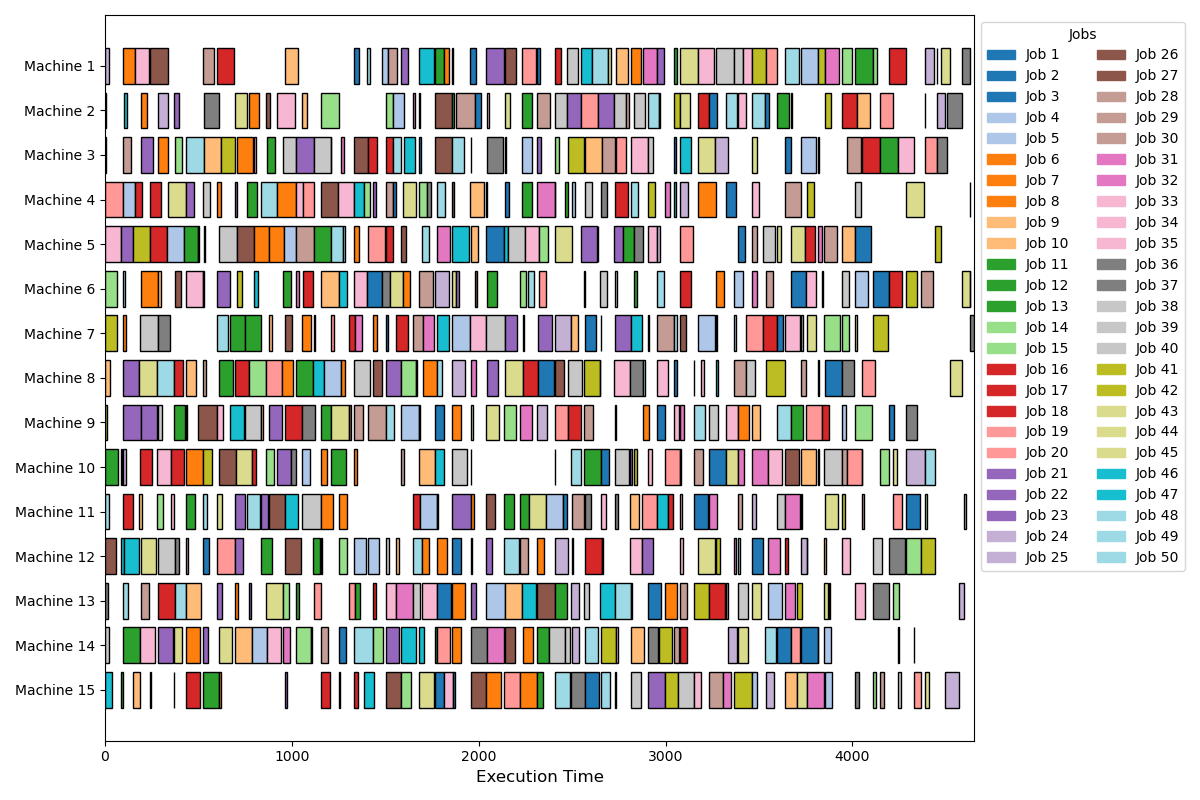 Machine 1
Machine 2
Machine 3
Machine 4
Machine 5
Machine 6
Machine 7
Machine 8
Machine 9
Machine 10
Machine 11
Machine 12
Machine 13
Machine 14
Machine 15
0 1000 2000 3000 4000
Execution Time
Jobs
Job 1 Job 26
Job 2 Job 27
Job 3 Job 28
Job 4 Job 29
Job 5 Job 30
Job 6 Job 31
Job 7 Job 32
Job 8 Job 33
Job 9 Job 34
Job 10 Job 35
Job 11 Job 36
Job 12 Job 37
Job 13 Job 38
Job 14 Job 39
Job 15 Job 40
Job 16 Job 41
Job 17 Job 42
Job 18 Job 43
Job 19 Job 44
Job 20 Job 45
Job 21 Job 46
Job 22 Job 47
Job 23 Job 48
Job 24 Job 49
Job 25 Job 50